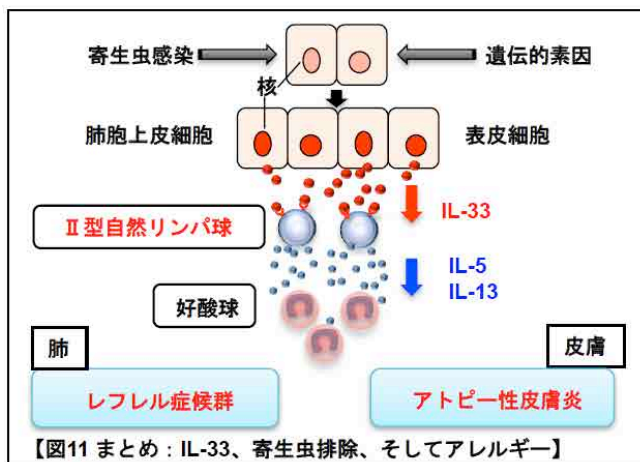 寄生虫感染
遺伝的素因
核
肺胞上皮細胞
表皮細胞
IL-33
Ⅱ型自然リンパ球
IL-5
IL-13
好酸球
肺
皮膚
レフレル症候群
アトピー性皮膚炎
【図11 まとめ：IL-33、寄生虫排除、そしてアレルギー】